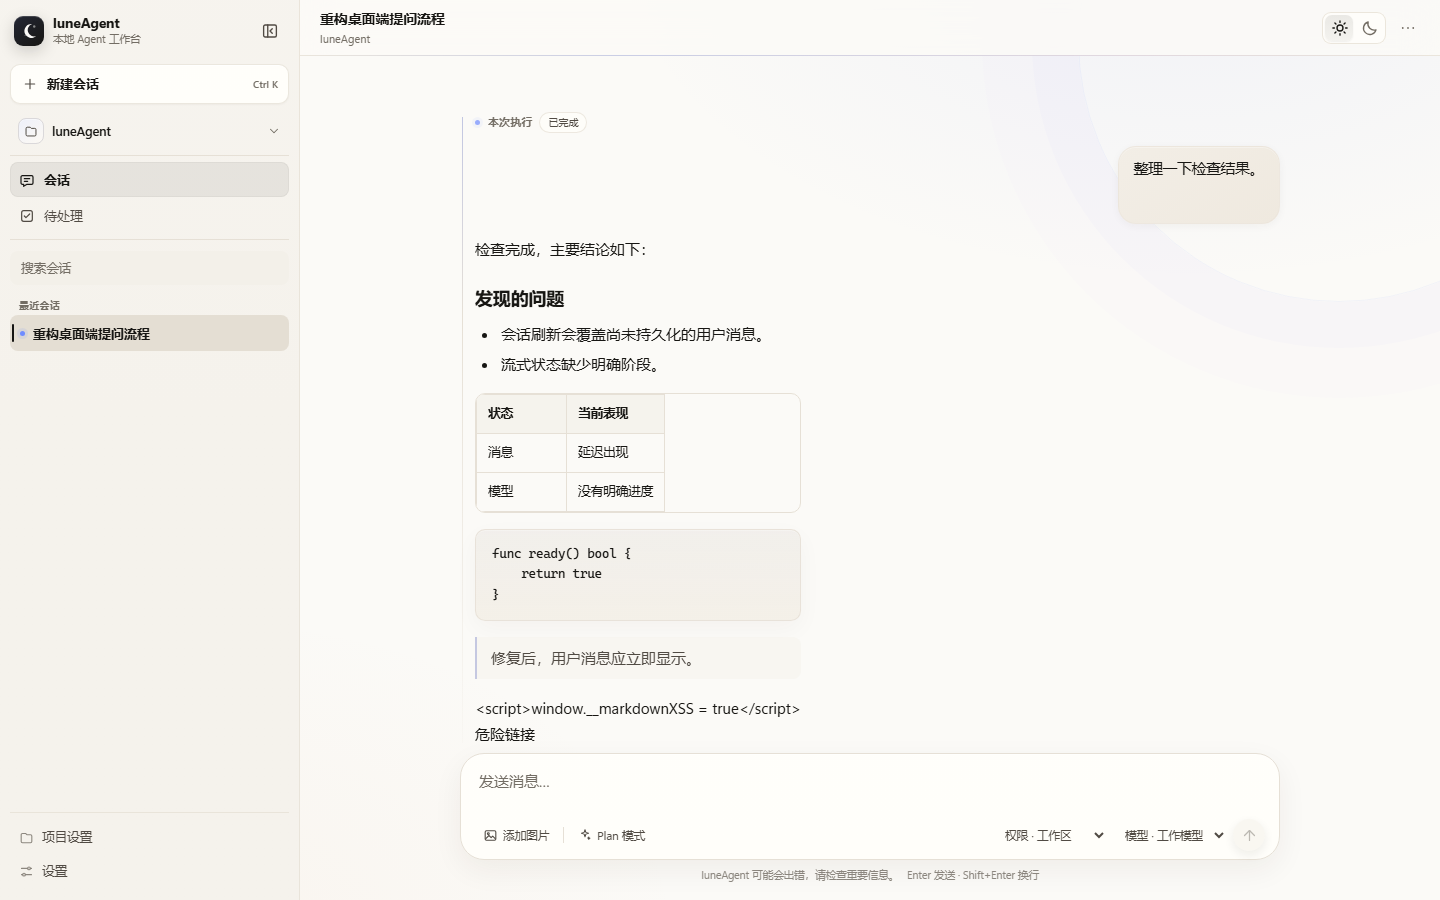 luneAgent
本地 Agent 工作台
新建会话
Ctrl K
luneAgent
会话
待处理
搜索会话
最近会话
重构桌面端提问流程
项目设置
设置
重构桌面端提问流程
luneAgent
本次执行
已完成
整理一下检查结果。
检查完成，主要结论如下：
发现的问题
• 会话刷新会覆盖尚未持久化的用户消息。
• 流式状态缺少明确阶段。
状态 当前表现
消息 延迟出现
模型 没有明确进度
func ready() bool {
    return true
}
修复后，用户消息应立即显示。
<script>window.__markdownXSS = true</script>
危险链接
发送消息...
添加图片
Plan 模式
权限 · 工作区
模型 · 工作模型
luneAgent 可能会出错，请检查重要信息。 Enter 发送 · Shift+Enter 换行